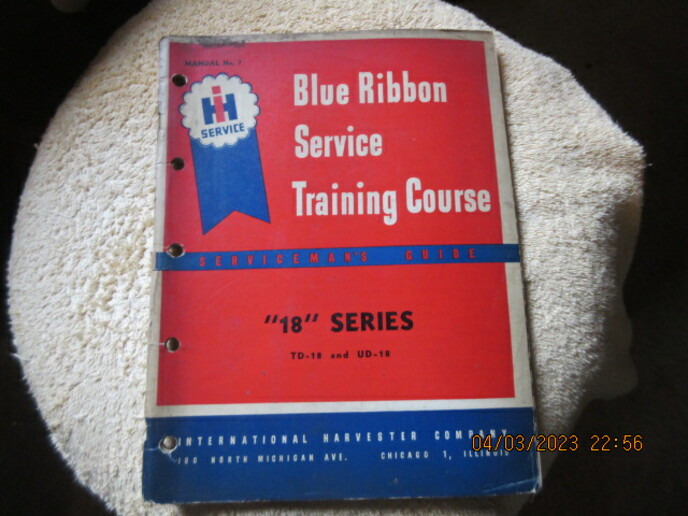 MANUAL No. 7
IH
SERVICE
Blue Ribbon
Service
Training Course
SERVICEMAN'S GUIDE
"18" SERIES
TD-18 and UD-18
INTERNATIONAL HARVESTER COMPANY
180 NORTH MICHIGAN AVE. CHICAGO 1, ILLINOIS
04/03/2023 22:56